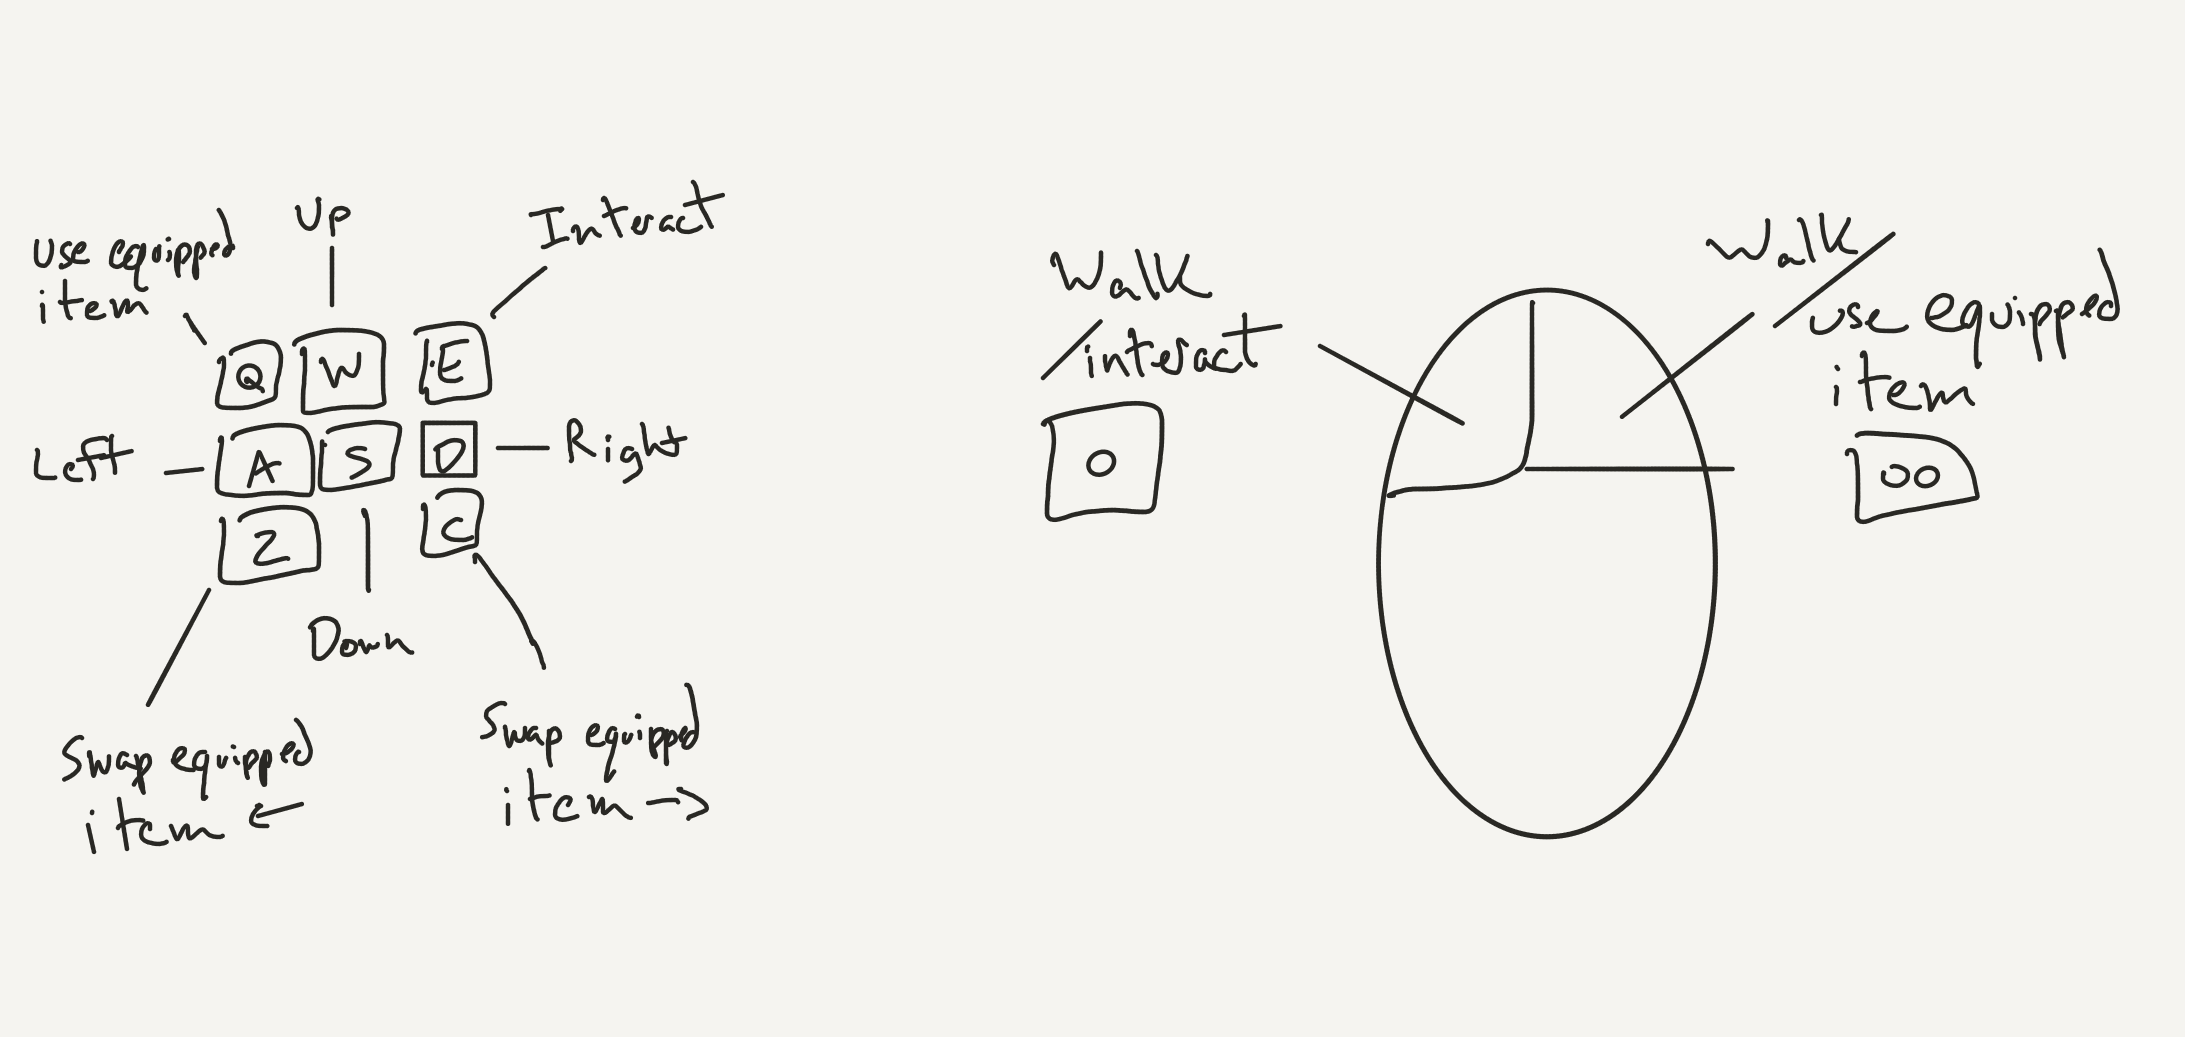 Up
Interact
use equipped
item
Q W E
Left
A S D
Right
Z C
Down
Swap equipped
item ←
Swap equipped
item →
Walk
/interact
o
Walk/
use equipped
item
oo